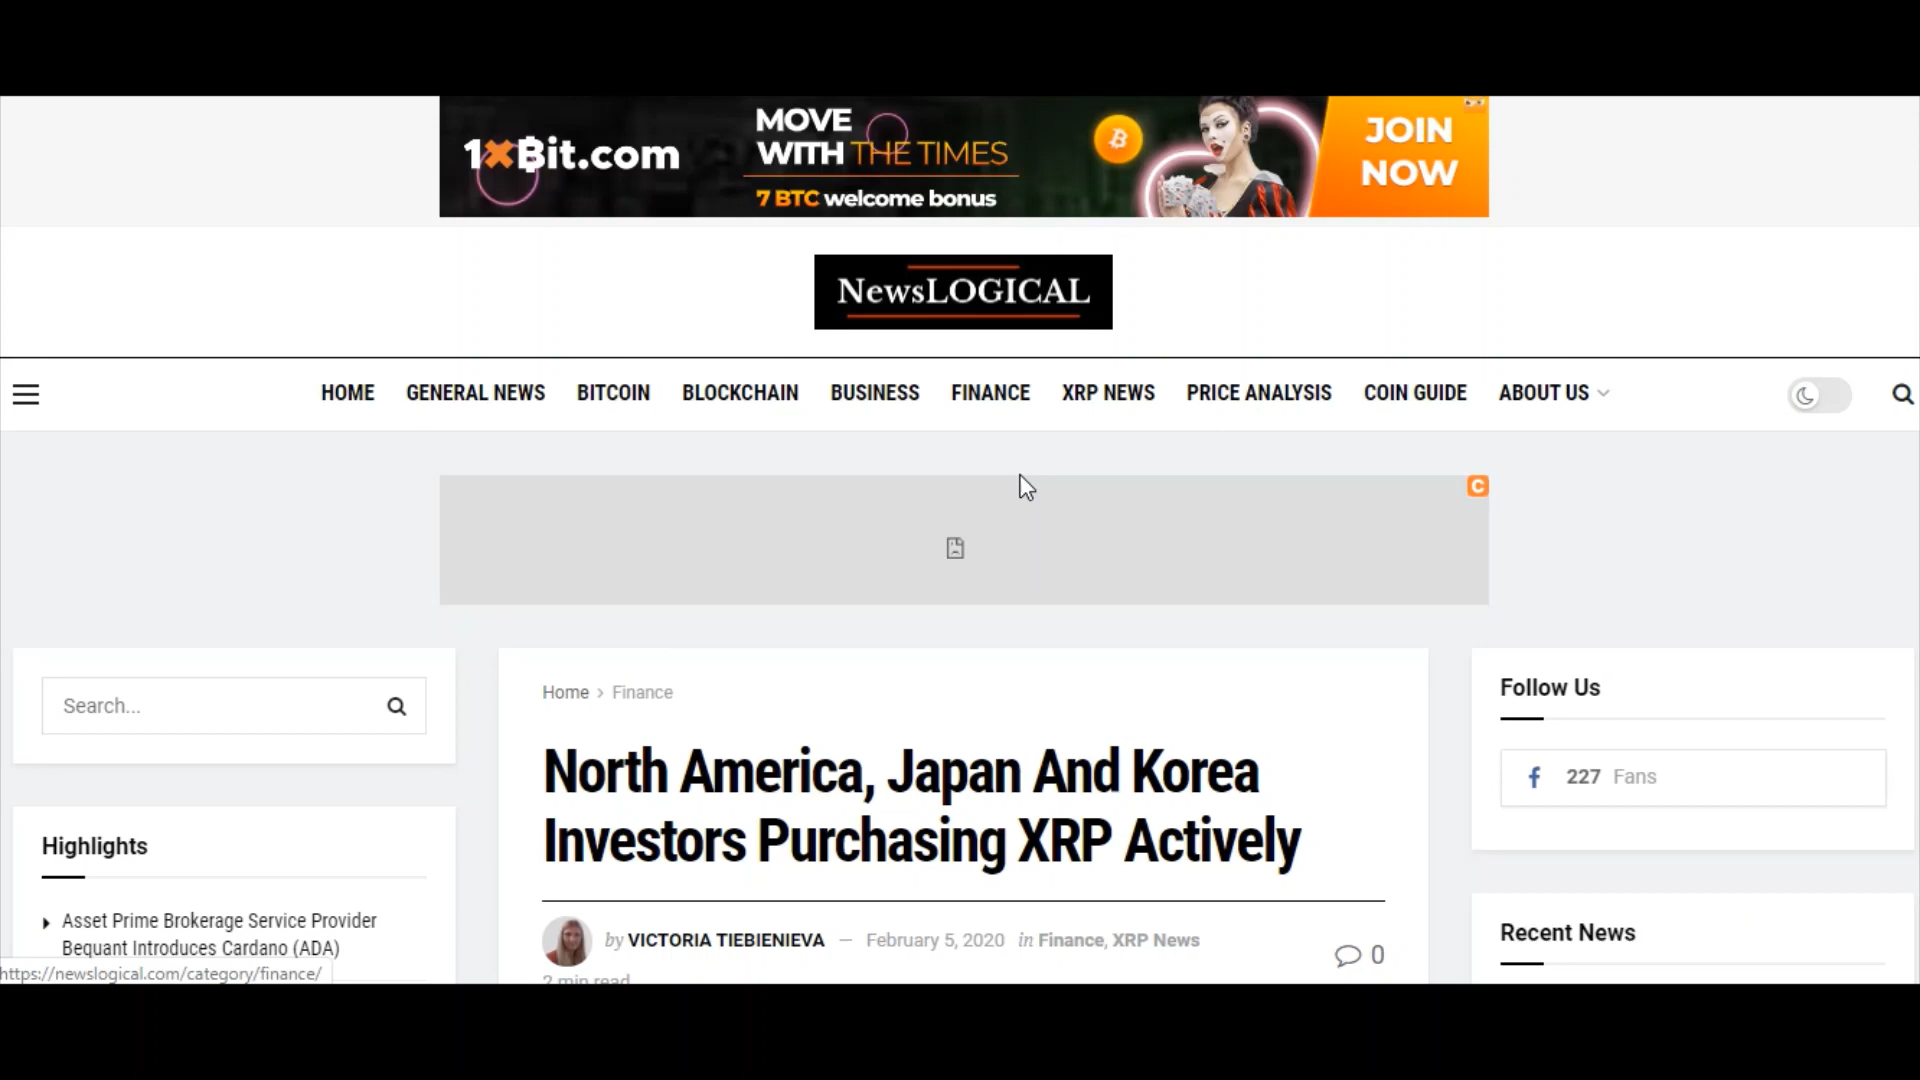 1xBit.com
MOVE
WITH THE TIMES
7 BTC welcome bonus
JOIN
NOW
NewsLOGICAL
HOME GENERAL NEWS BITCOIN BLOCKCHAIN BUSINESS FINANCE XRP NEWS PRICE ANALYSIS COIN GUIDE ABOUT US
C
Search...
Highlights
Asset Prime Brokerage Service Provider
Bequant Introduces Cardano (ADA)
https://newslogical.com/category/finance/
Home > Finance
North America, Japan And Korea
Investors Purchasing XRP Actively
by VICTORIA TIEBIENIEVA — February 5, 2020 in Finance, XRP News
0
2 min read
Follow Us
f 227 Fans
Recent News